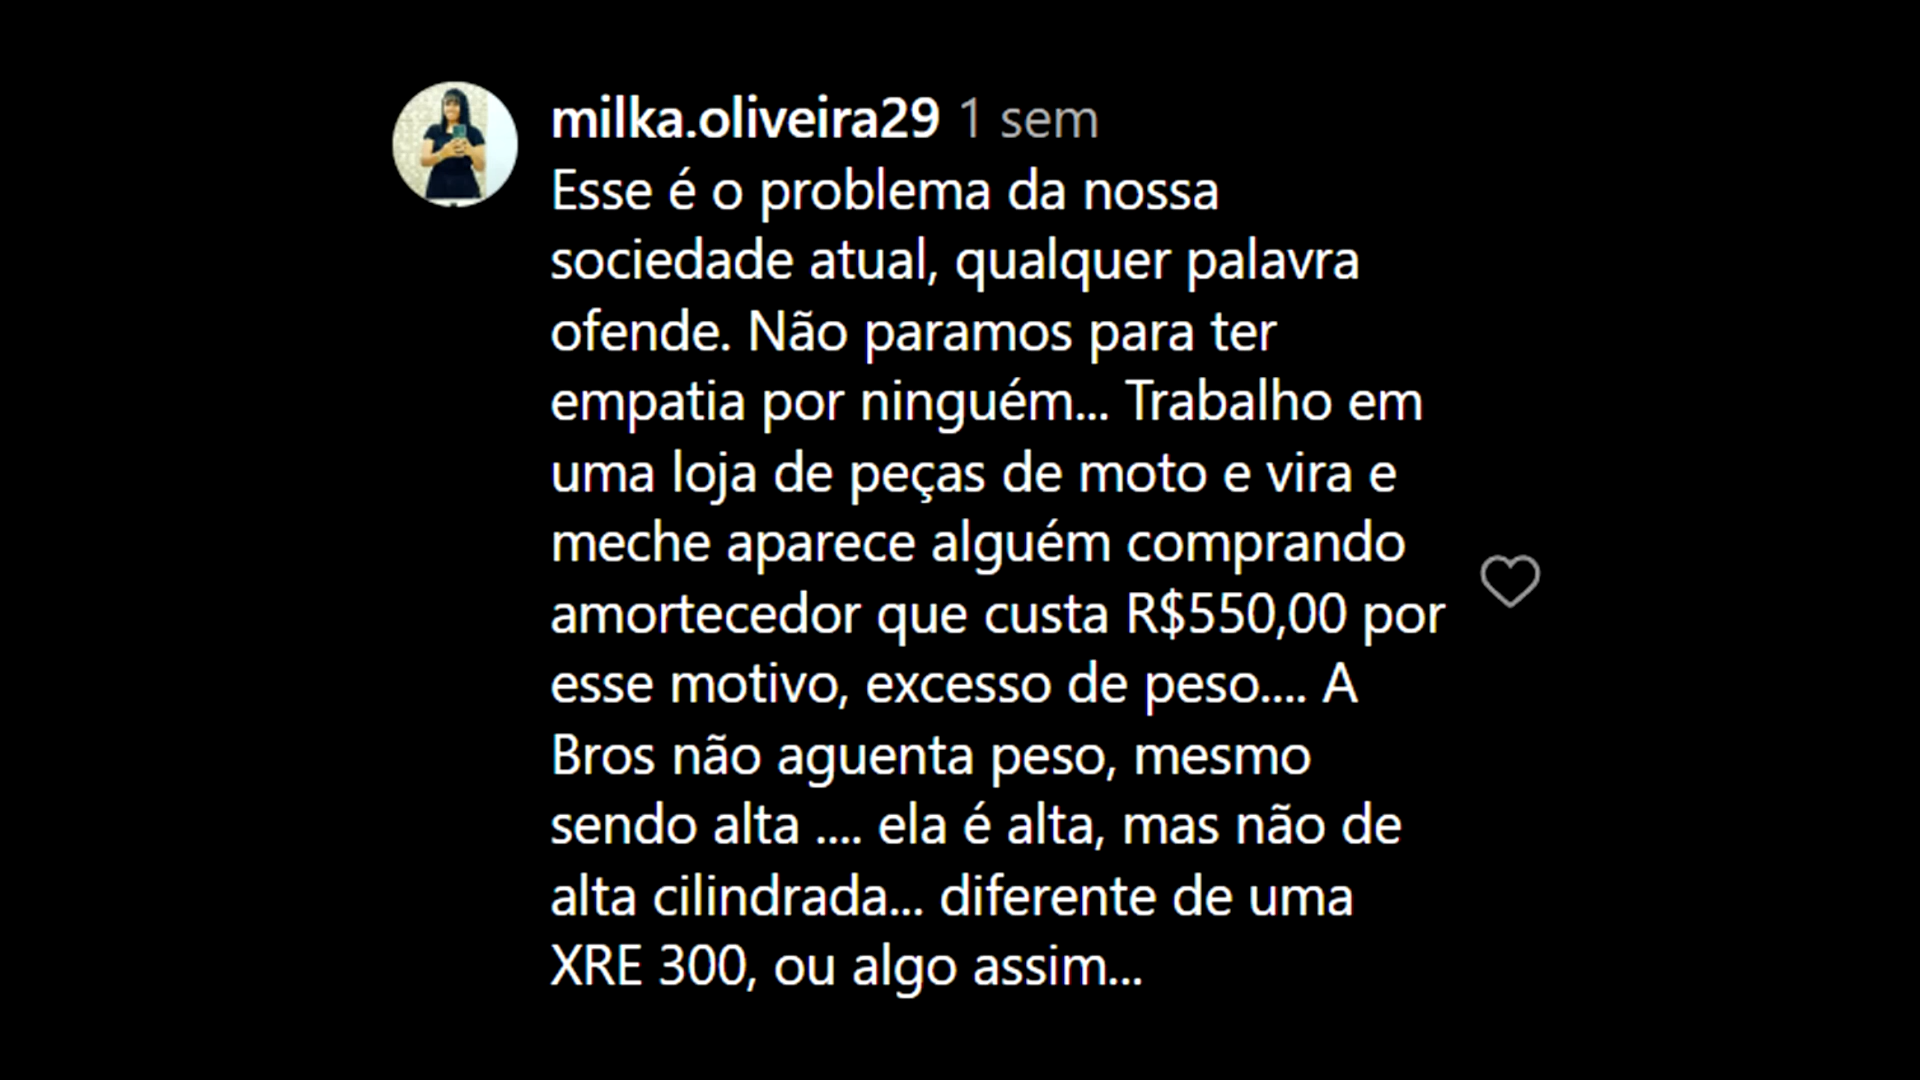 milka.oliveira29 1 sem
Esse é o problema da nossa
sociedade atual, qualquer palavra
ofende. Não paramos para ter
empatia por ninguém... Trabalho em
uma loja de peças de moto e vira e
meche aparece alguém comprando
amortecedor que custa R$550,00 por
esse motivo, excesso de peso.... A
Bros não aguenta peso, mesmo
sendo alta .... ela é alta, mas não de
alta cilindrada... diferente de uma
XRE 300, ou algo assim...